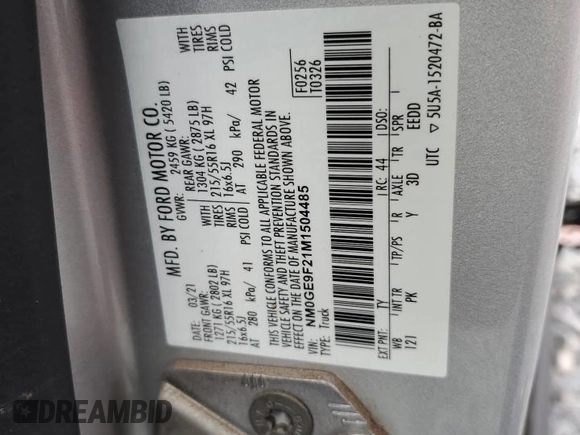 MFD. BY FORD MOTOR CO.
DATE: 03/21
GVWR: 2459 KG ( 5420 LB)
FRONT GAWR: 1271 KG ( 2802 LB)
REAR GAWR: 1304 KG ( 2875 LB)
WITH
215/55R16 XL 97H
TIRES
215/55R16 XL 97H
WITH
TIRES
16x6.5J
RIMS
16x6.5J
RIMS
AT 280 kPa/ 41 PSI COLD
AT 290 kPa/ 42 PSI COLD
THIS VEHICLE CONFORMS TO ALL APPLICABLE FEDERAL MOTOR
VEHICLE SAFETY AND THEFT PREVENTION STANDARDS IN
EFFECT ON THE DATE OF MANUFACTURE SHOWN ABOVE.
VIN: NM0GE9F21M1504485
TYPE: Truck
F0256
T0326
EXT PNT: TY
RC: 44
DSO:
WB
INT TR
TP/PS
R
AXLE
TR
SPR
121
PK
Y
3D
EEDD
UTC ▽ 5U5A-1520472-BA
DREAMBID